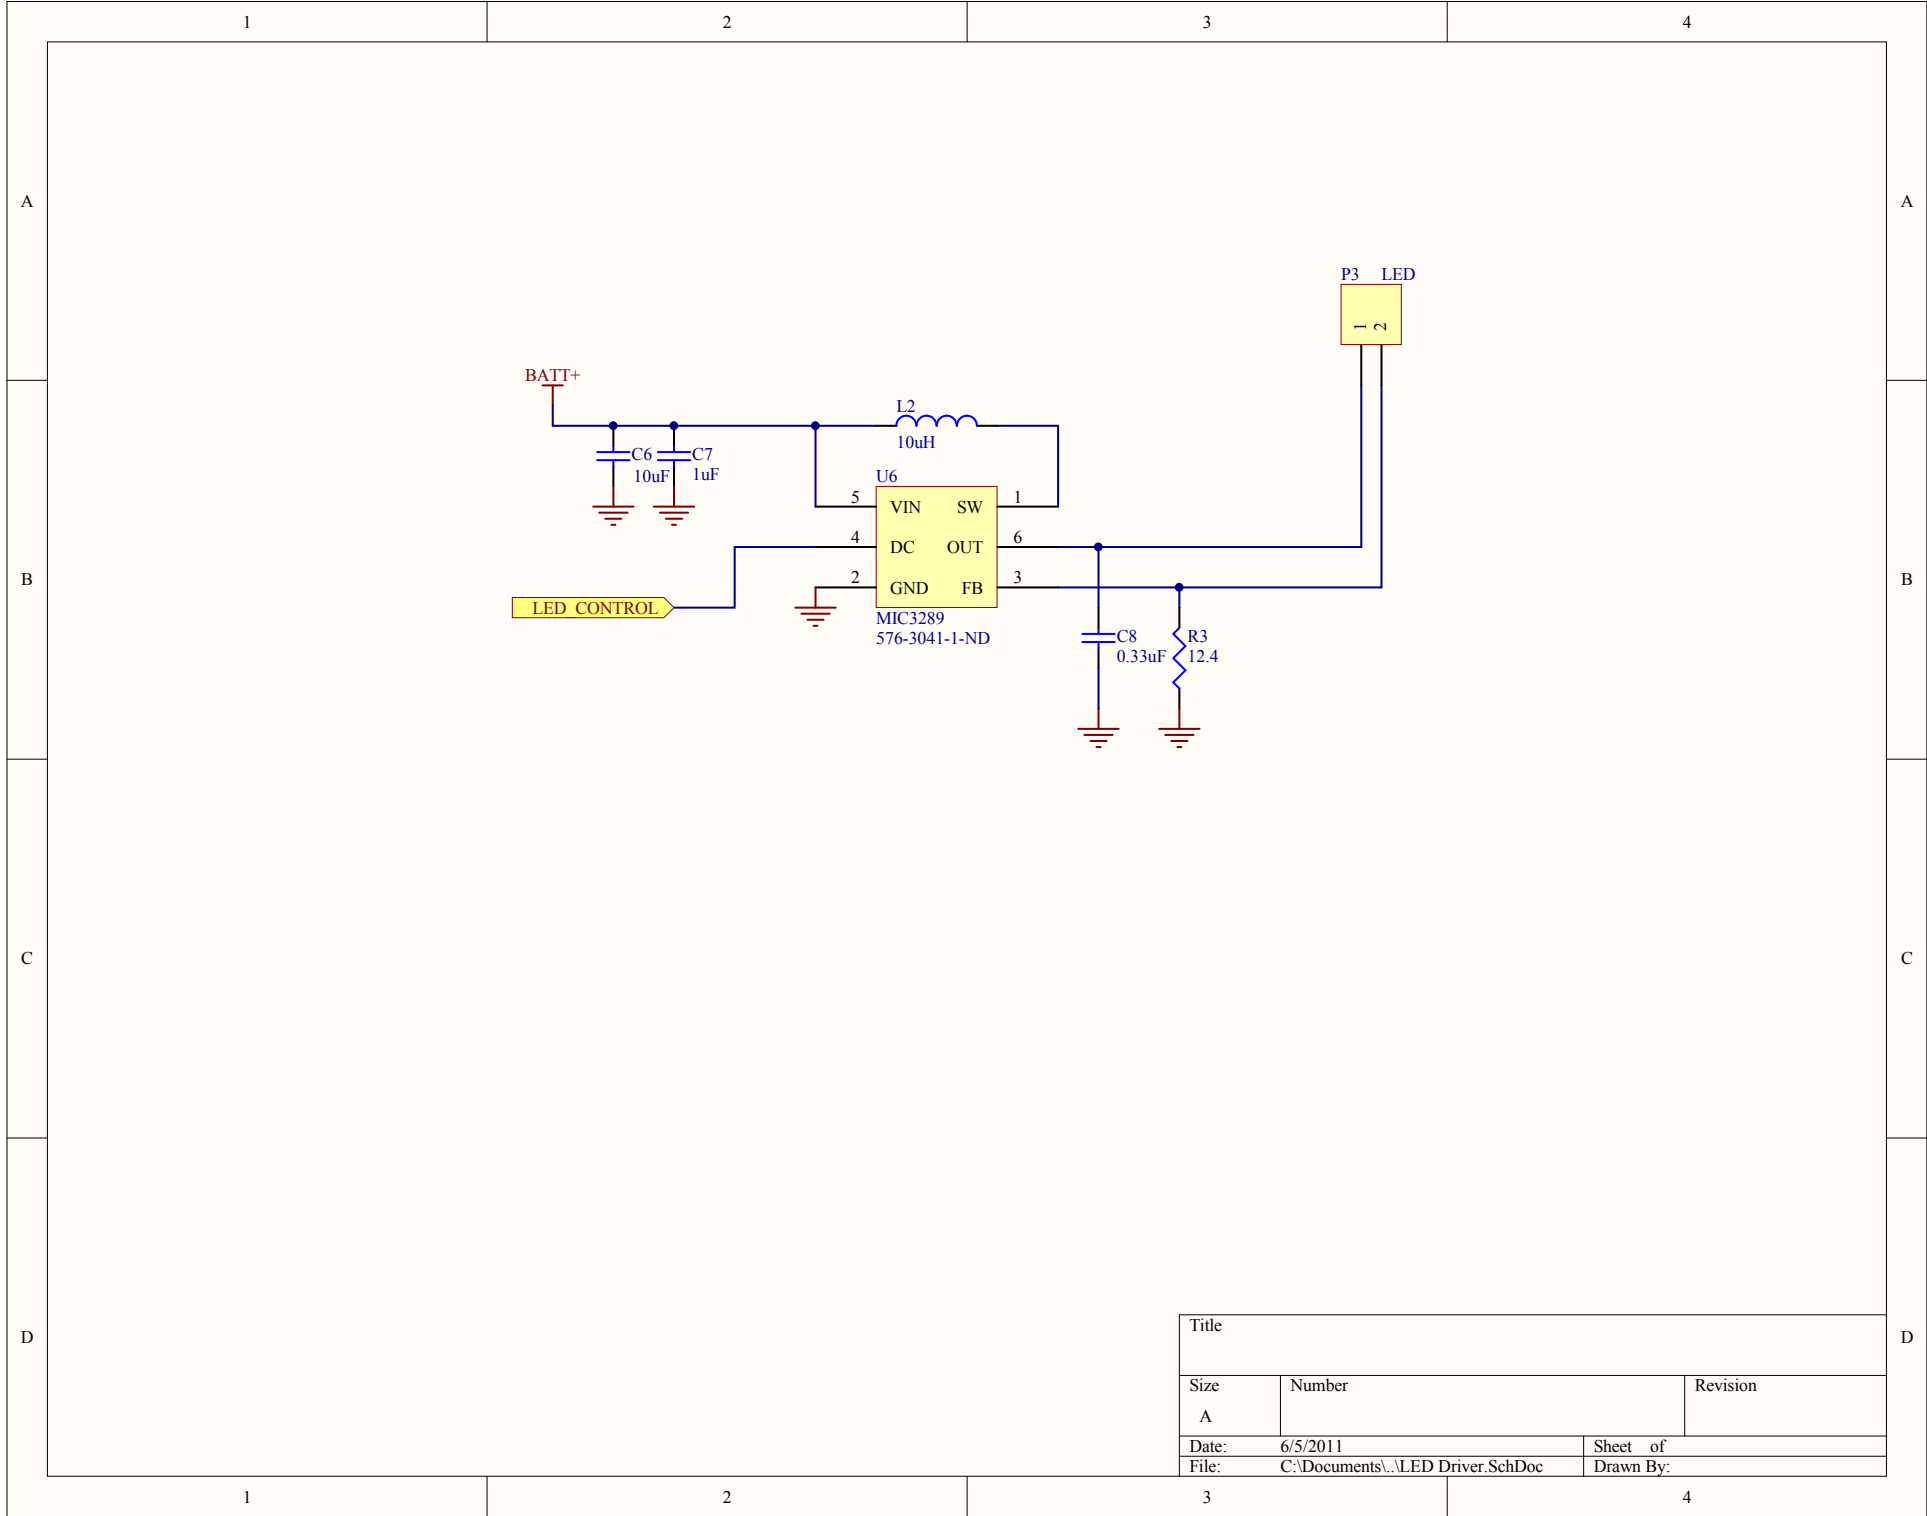 1 2 3 4
A A
P3 LED
1
2
BATT+
L2
10uH
C6 C7
10uF 1uF
U6
5 VIN SW 1
4 DC OUT 6
2 GND FB 3
B B
LED_CONTROL
MIC3289
576-3041-1-ND
C8 R3
0.33uF 12.4
C C
D D
Title
Size Number Revision
A
Date: 6/5/2011 Sheet of
File: C:\Documents\..\LED Driver.SchDoc Drawn By:
1 2 3 4